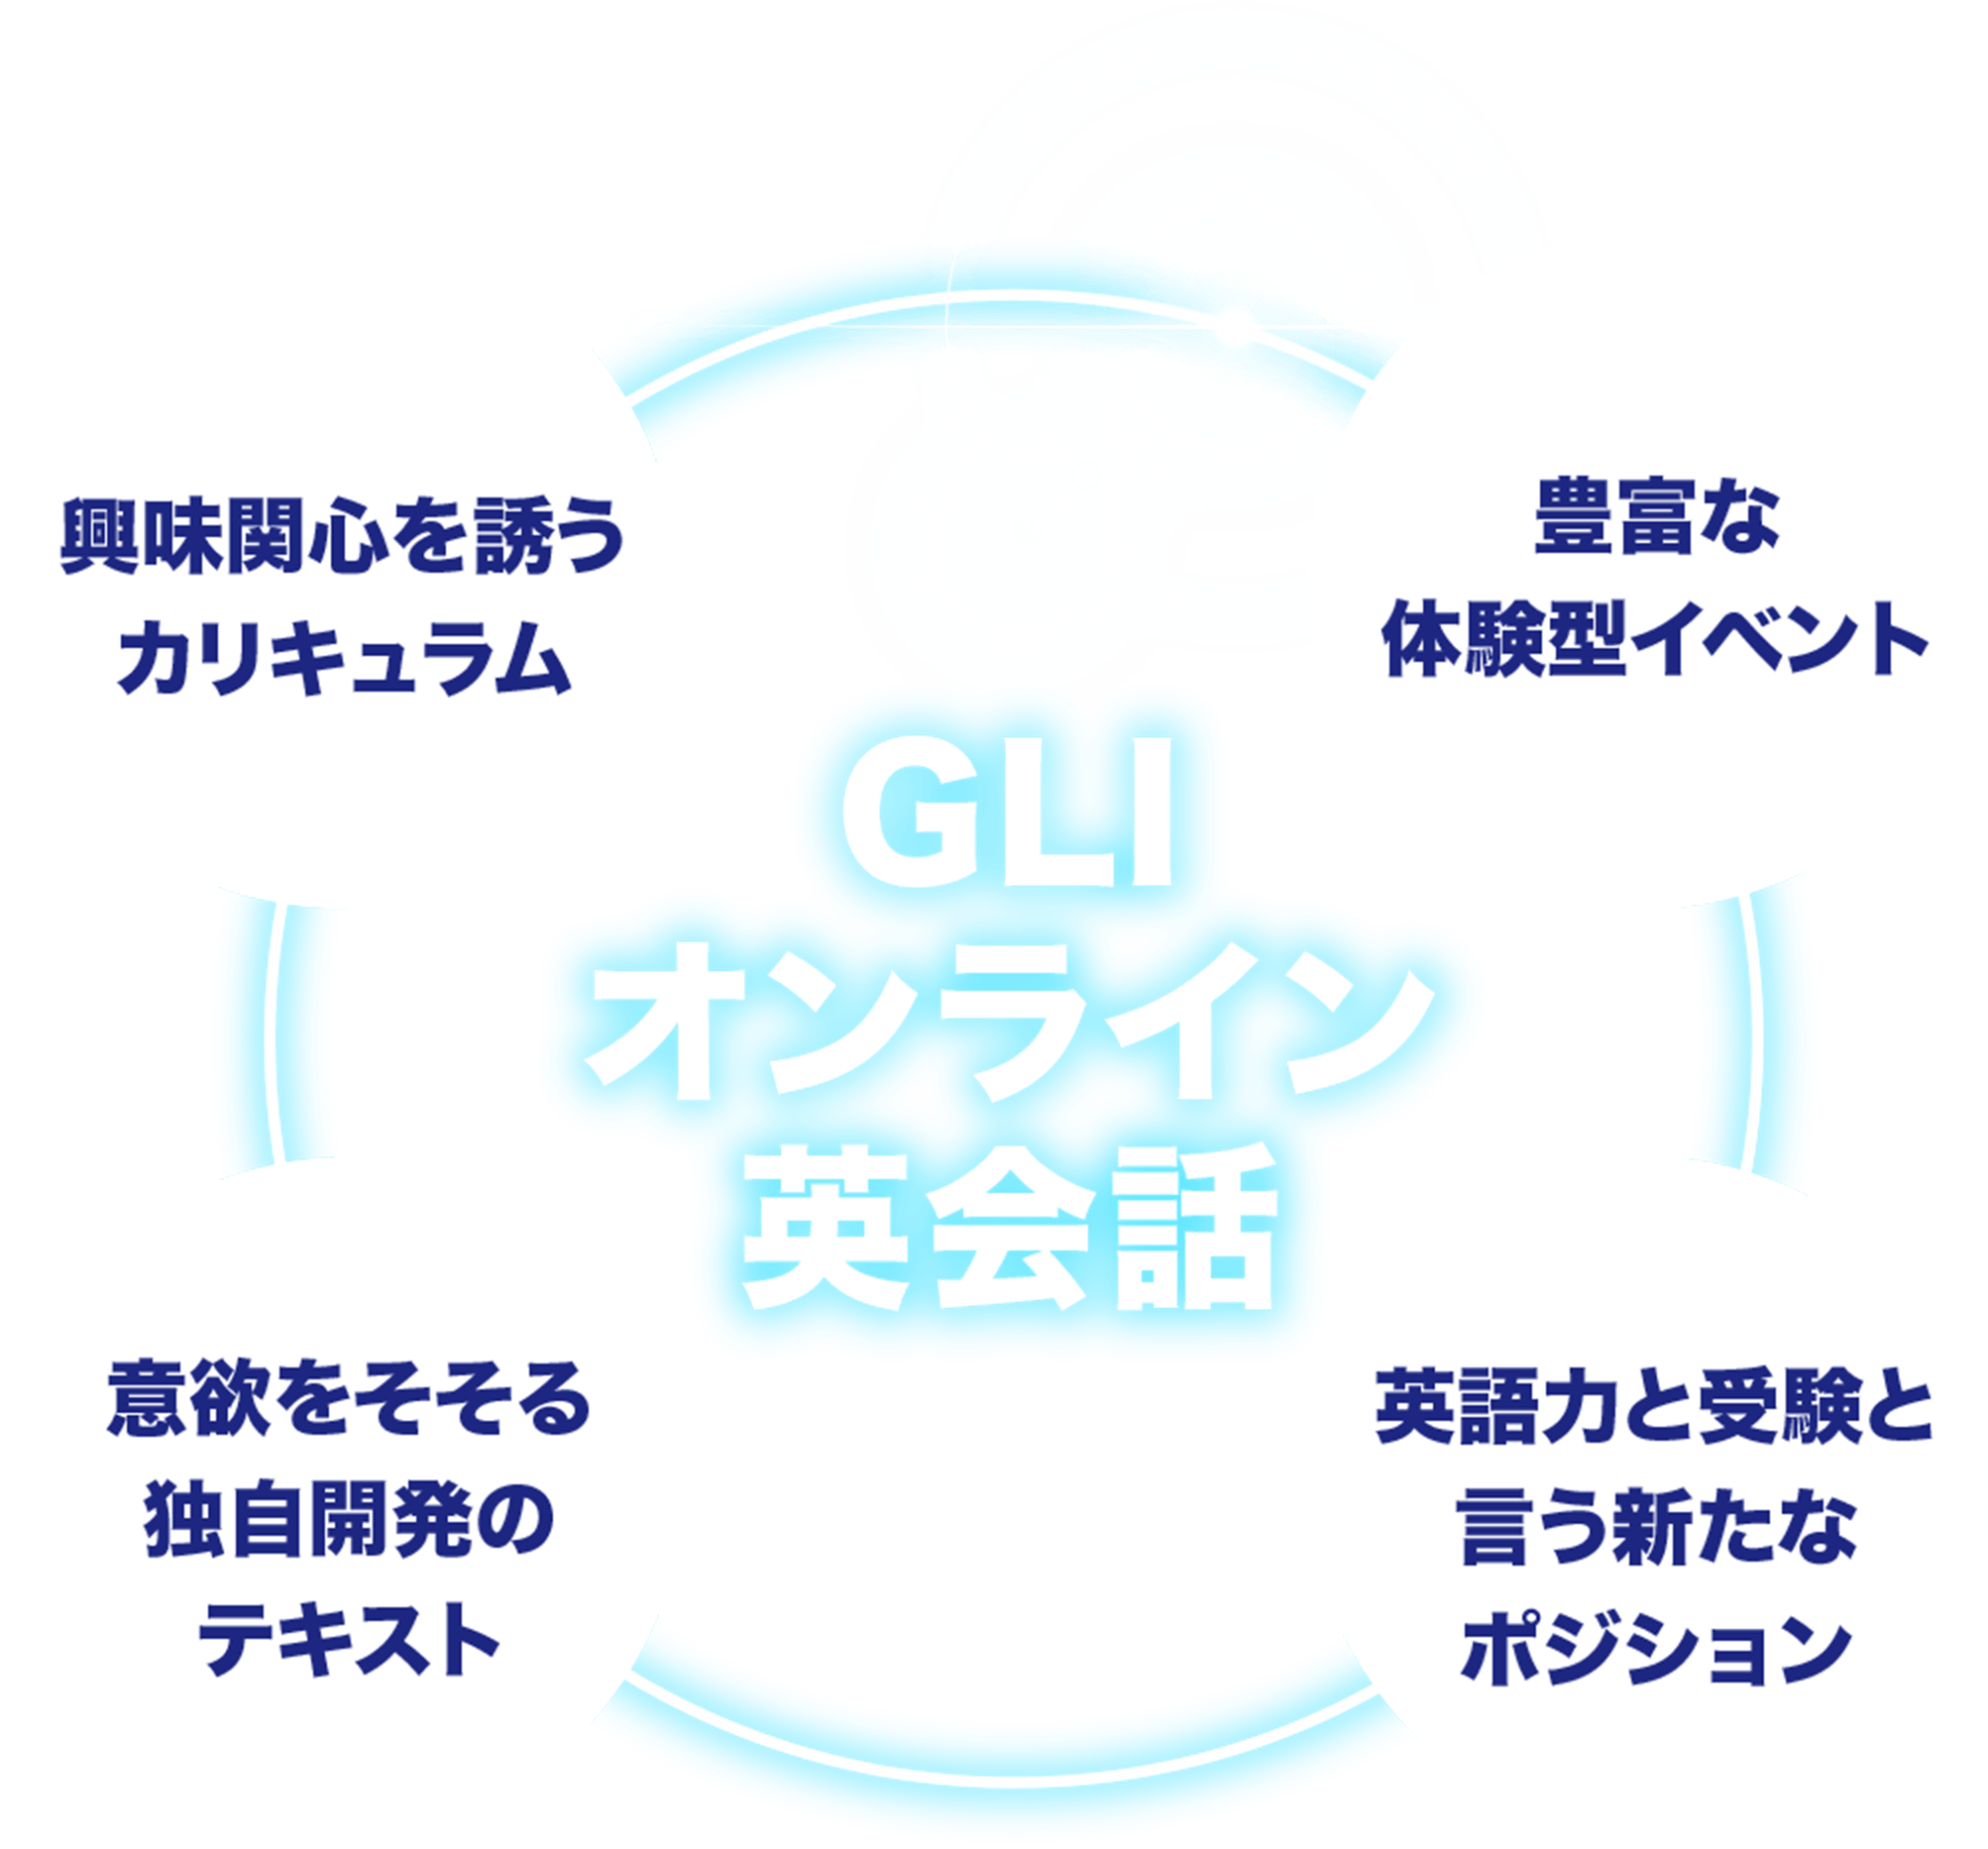 興味関心を誘う
カリキュラム
豊富な
体験型イベント
GLI
オンライン
英会話
意欲をそそる
独自開発の
テキスト
英語力と受験と
言う新たな
ポジション